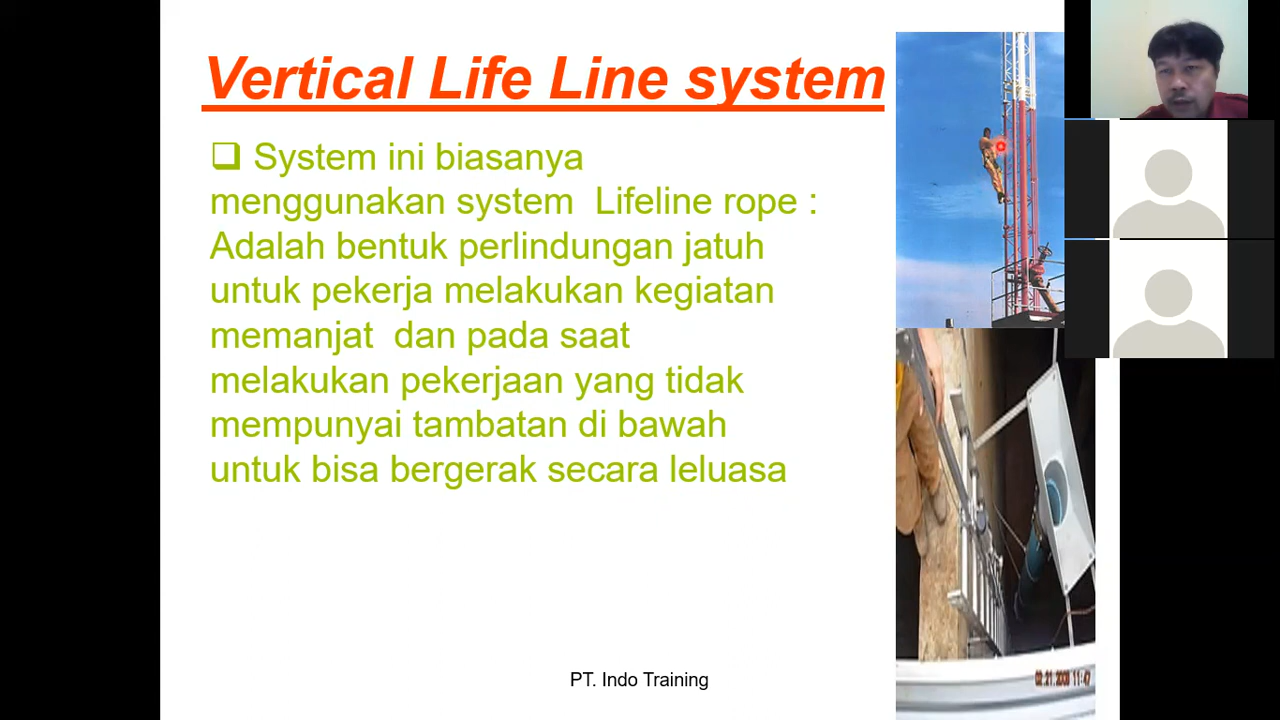 Vertical Life Line system
❑ System ini biasanya
menggunakan system Lifeline rope :
Adalah bentuk perlindungan jatuh
untuk pekerja melakukan kegiatan
memanjat dan pada saat
melakukan pekerjaan yang tidak
mempunyai tambatan di bawah
untuk bisa bergerak secara leluasa
PT. Indo Training